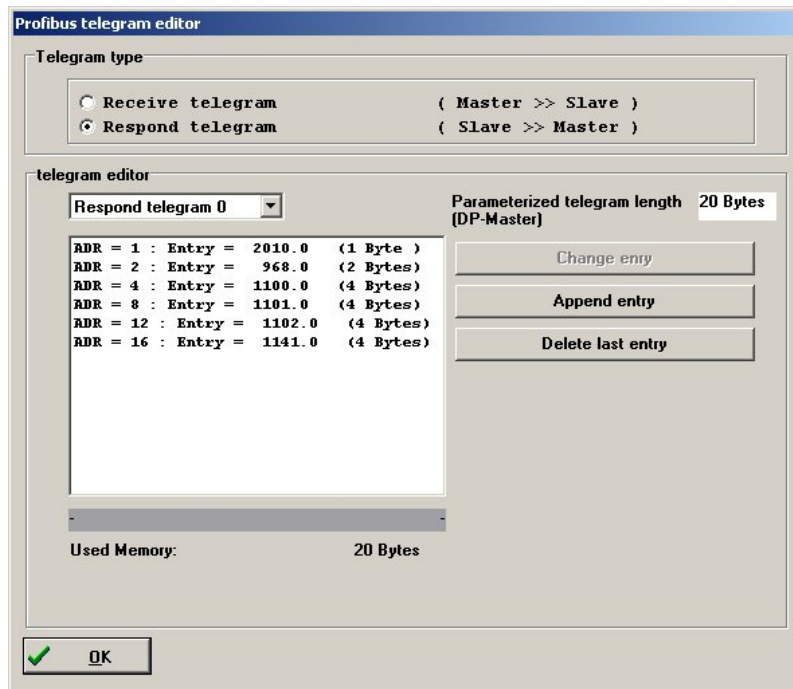 Profibus telegram editor
Telegram type
Receive telegram ( Master >> Slave )
Respond telegram ( Slave >> Master )
telegram editor
Respond telegram 0
Parameterized telegram length 20 Bytes
(DP-Master)
ADR = 1 : Entry = 2010.0 (1 Byte )
ADR = 2 : Entry = 968.0 (2 Bytes)
ADR = 4 : Entry = 1100.0 (4 Bytes)
ADR = 8 : Entry = 1101.0 (4 Bytes)
ADR = 12 : Entry = 1102.0 (4 Bytes)
ADR = 16 : Entry = 1141.0 (4 Bytes)
Change enry
Append entry
Delete last entry
- -
Used Memory: 20 Bytes
OK